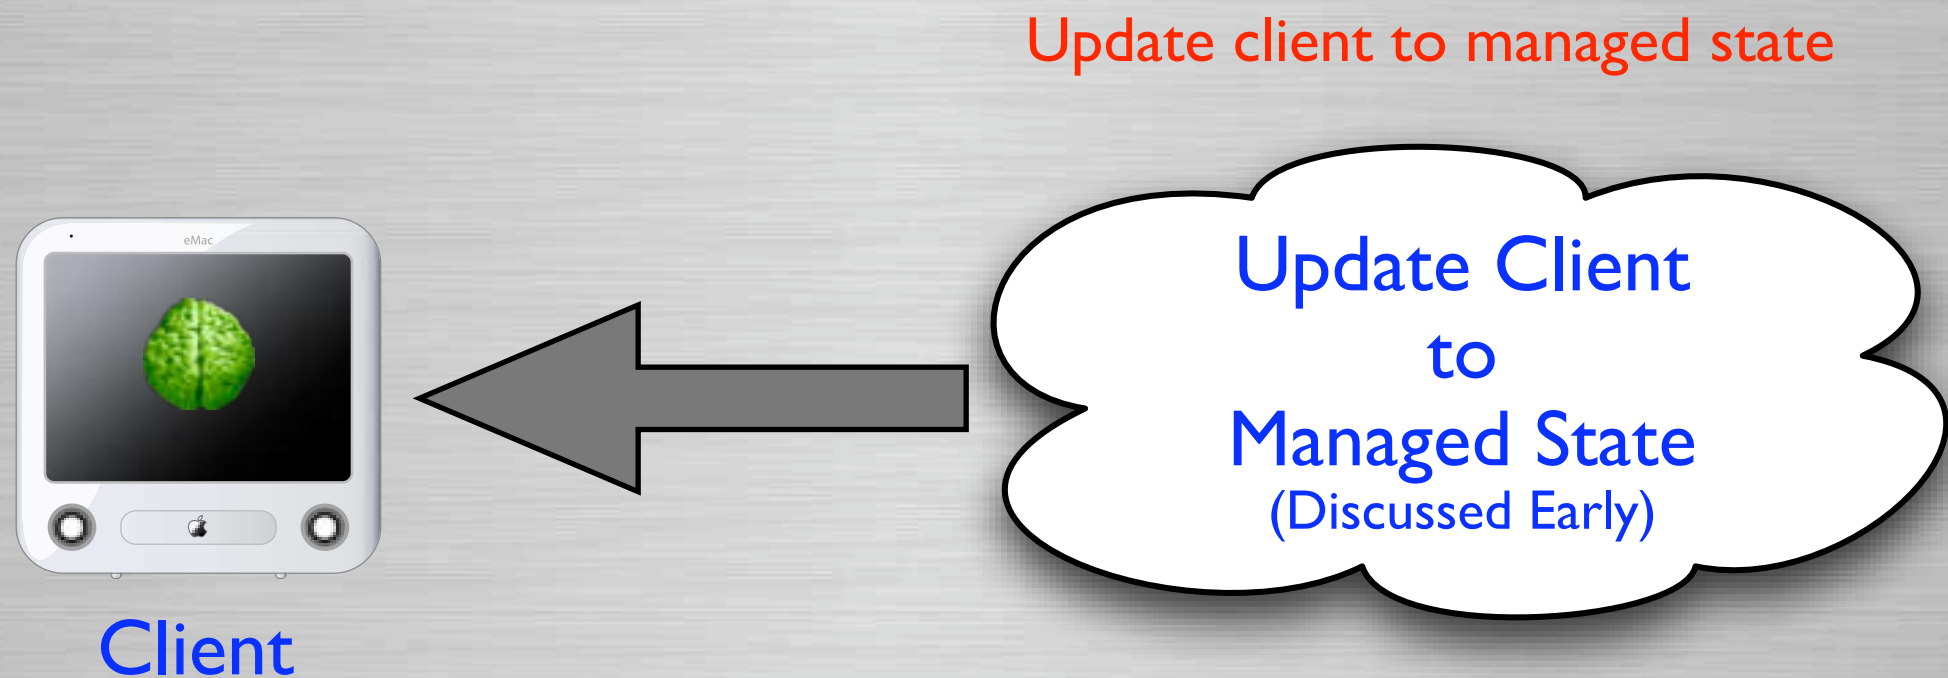 Update client to managed state
eMac
Update Client
to
Managed State
(Discussed Early)
Client